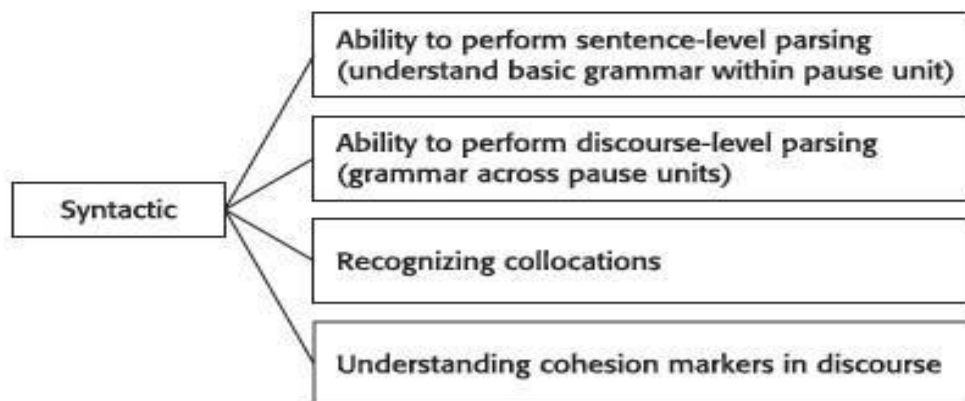 Ability to perform sentence-level parsing
(understand basic grammar within pause unit)
Ability to perform discourse-level parsing
(grammar across pause units)
Syntactic
Recognizing collocations
Understanding cohesion markers in discourse